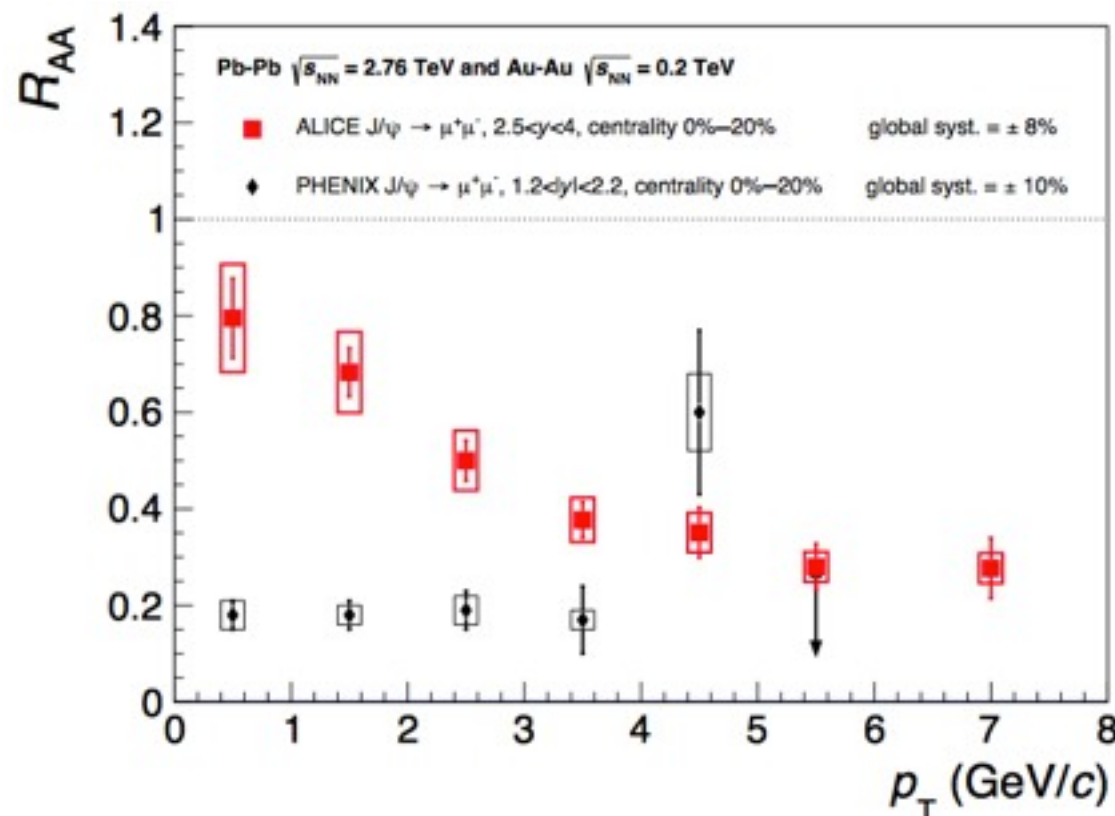 R_AA
1.4
1.2
1
0.8
0.6
0.4
0.2
0
Pb-Pb √s_NN = 2.76 TeV and Au-Au √s_NN = 0.2 TeV
ALICE J/ψ → μ⁺μ⁻, 2.5<y<4, centrality 0%–20% global syst. = ± 8%
PHENIX J/ψ → μ⁺μ⁻, 1.2<|y|<2.2, centrality 0%–20% global syst. = ± 10%
0 1 2 3 4 5 6 7 8
p_T (GeV/c)